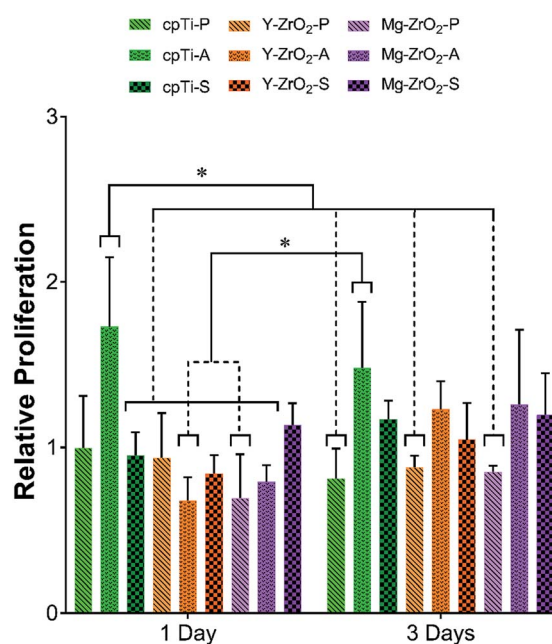 cpTi-P Y-ZrO₂-P Mg-ZrO₂-P
cpTi-A Y-ZrO₂-A Mg-ZrO₂-A
cpTi-S Y-ZrO₂-S Mg-ZrO₂-S
3
*
*
2
1
0
Relative Proliferation
1 Day 3 Days